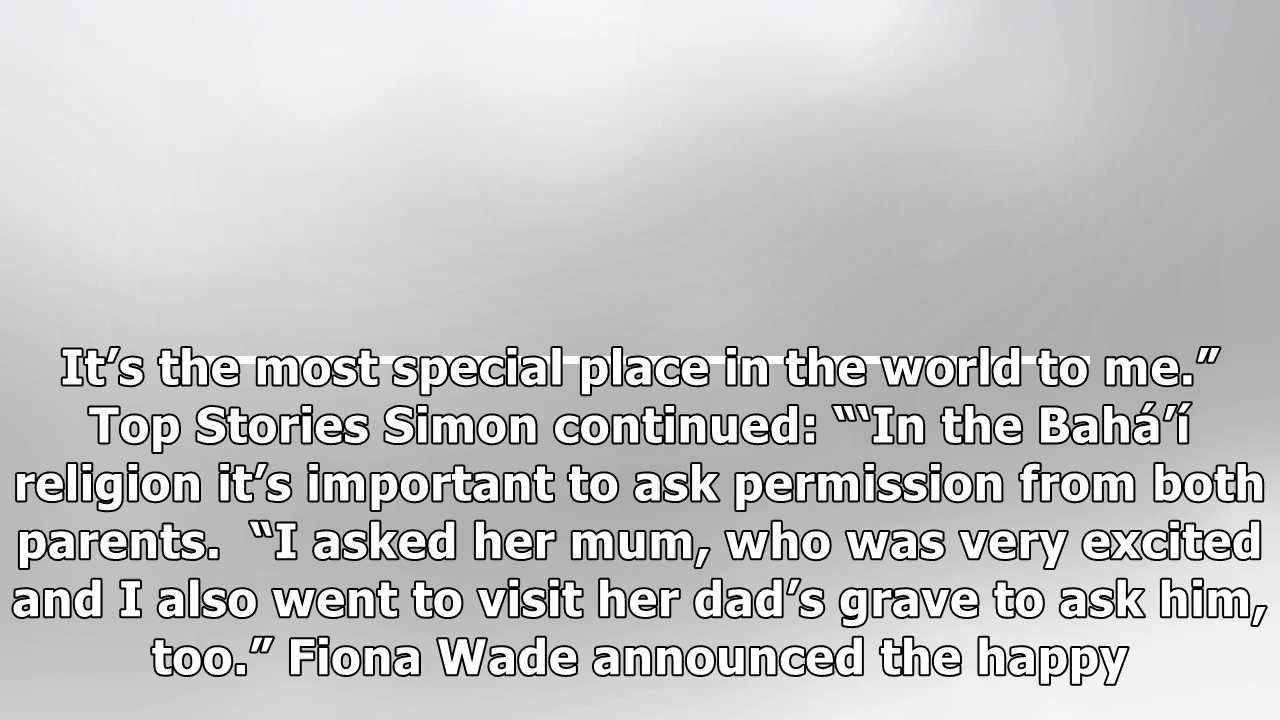 It’s the most special place in the world to me.”
Top Stories Simon continued: “‘In the Bahá’í
religion it’s important to ask permission from both
parents.  “I asked her mum, who was very excited
and I also went to visit her dad’s grave to ask him,
too.” Fiona Wade announced the happy